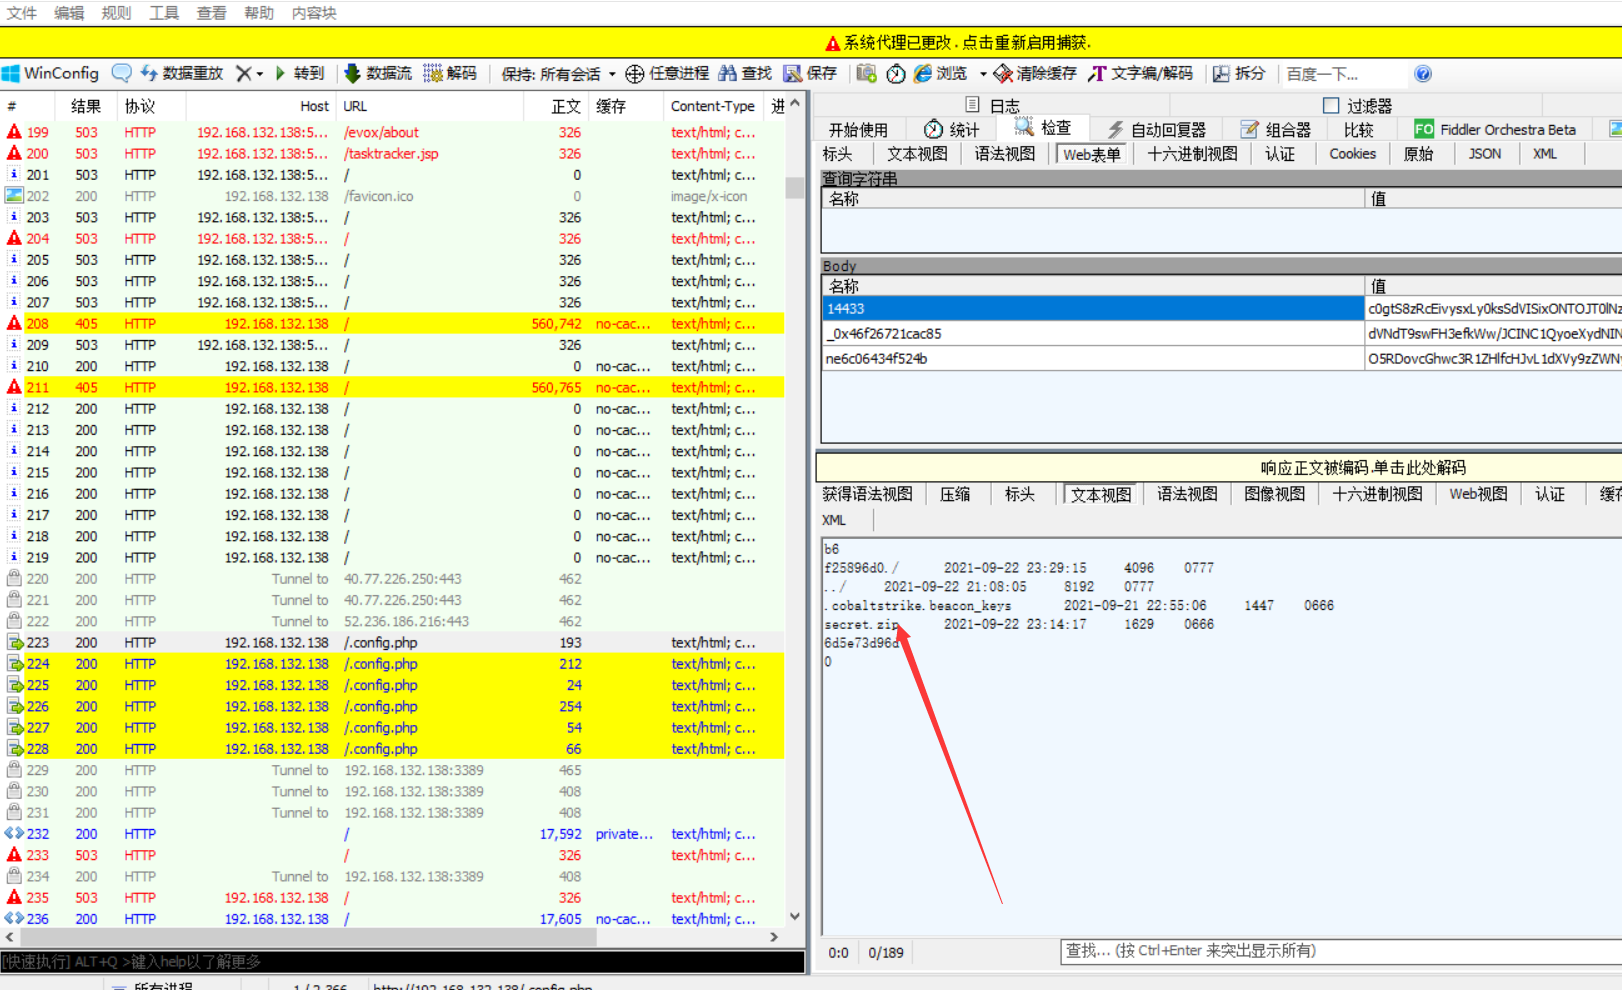 文件 编辑 规则 工具 查看 帮助 内容块
系统代理已更改.点击重新启用捕获.
WinConfig 数据重放 转到 数据流 解码 保持: 所有会话 任意进程 查找 保存 浏览 清除缓存 文字编/解码 拆分 百度一下...
# 结果 协议 Host URL 正文 缓存 Content-Type 进
199 503 HTTP 192.168.132.138:5... /evox/about 326 text/html; c...
200 503 HTTP 192.168.132.138:5... /tasktracker.jsp 326 text/html; c...
201 503 HTTP 192.168.132.138:5... / 0 text/html; c...
202 200 HTTP 192.168.132.138 /favicon.ico 0 image/x-icon
203 503 HTTP 192.168.132.138:5... / 326 text/html; c...
204 503 HTTP 192.168.132.138:5... / 326 text/html; c...
205 503 HTTP 192.168.132.138:5... / 326 text/html; c...
206 503 HTTP 192.168.132.138:5... / 326 text/html; c...
207 503 HTTP 192.168.132.138:5... / 326 text/html; c...
208 405 HTTP 192.168.132.138 / 560,742 no-cac... text/html; c...
209 503 HTTP 192.168.132.138:5... / 326 text/html; c...
210 200 HTTP 192.168.132.138 / 0 no-cac... text/html; c...
211 405 HTTP 192.168.132.138 / 560,765 no-cac... text/html; c...
212 200 HTTP 192.168.132.138 / 0 no-cac... text/html; c...
213 200 HTTP 192.168.132.138 / 0 no-cac... text/html; c...
214 200 HTTP 192.168.132.138 / 0 no-cac... text/html; c...
215 200 HTTP 192.168.132.138 / 0 no-cac... text/html; c...
216 200 HTTP 192.168.132.138 / 0 no-cac... text/html; c...
217 200 HTTP 192.168.132.138 / 0 no-cac... text/html; c...
218 200 HTTP 192.168.132.138 / 0 no-cac... text/html; c...
219 200 HTTP 192.168.132.138 / 0 no-cac... text/html; c...
220 200 HTTP Tunnel to 40.77.226.250:443 462
221 200 HTTP Tunnel to 40.77.226.250:443 462
222 200 HTTP Tunnel to 52.236.186.216:443 462
223 200 HTTP 192.168.132.138 /.config.php 193 text/html; c...
224 200 HTTP 192.168.132.138 /.config.php 212 text/html; c...
225 200 HTTP 192.168.132.138 /.config.php 24 text/html; c...
226 200 HTTP 192.168.132.138 /.config.php 254 text/html; c...
227 200 HTTP 192.168.132.138 /.config.php 54 text/html; c...
228 200 HTTP 192.168.132.138 /.config.php 66 text/html; c...
229 200 HTTP Tunnel to 192.168.132.138:3389 465
230 200 HTTP Tunnel to 192.168.132.138:3389 408
231 200 HTTP Tunnel to 192.168.132.138:3389 408
232 200 HTTP / 17,592 private... text/html; c...
233 503 HTTP / 326 text/html; c...
234 200 HTTP Tunnel to 192.168.132.138:3389 408
235 503 HTTP 192.168.132.138 / 326 text/html; c...
236 200 HTTP 192.168.132.138 / 17,605 no-cac... text/html; c...
[快速执行] ALT+Q >键入help以了解更多
所有进程 1 / 2,366 http://192.168.132.138/.config.php
日志 过滤器
开始使用 统计 检查 自动回复器 组合器 比较 FO Fiddler Orchestra Beta
标头 文本视图 语法视图 Web表单 十六进制视图 认证 Cookies 原始 JSON XML
查询字符串
名称 值
Body
名称 值
14433 c0gtS8zRcEivysxLy0ksSdVISixONTOJT0lNz
_0x46f26721cac85 dVNdT9swFH3efkWw/JCINC1QyoeXydNIN
ne6c06434f524b O5RDovcGhwc3R1ZHlfcHJvL1dXVy9zZWN
响应正文被编码.单击此处解码
获得语法视图 压缩 标头 文本视图 语法视图 图像视图 十六进制视图 Web视图 认证 缓存
XML
b6
f25896d0./ 2021-09-22 23:29:15 4096 0777
../ 2021-09-22 21:08:05 8192 0777
.cobaltstrike.beacon_keys 2021-09-21 22:55:06 1447 0666
secret.zip 2021-09-22 23:14:17 1629 0666
6d5e73d96d
0
0:0 0/189 查找... (按 Ctrl+Enter 来突出显示所有)